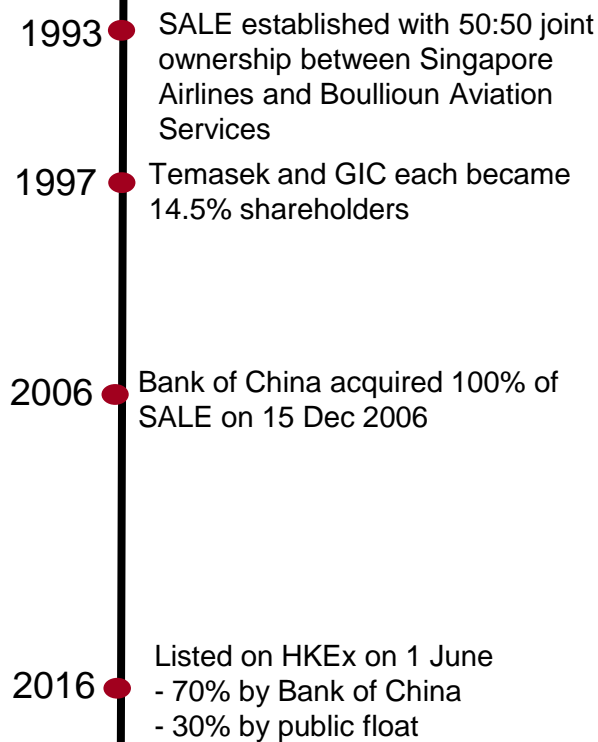 1993
SALE established with 50:50 joint
ownership between Singapore
Airlines and Boullioun Aviation
Services
1997
Temasek and GIC each became
14.5% shareholders
2006
Bank of China acquired 100% of
SALE on 15 Dec 2006
2016
Listed on HKEx on 1 June
- 70% by Bank of China
- 30% by public float